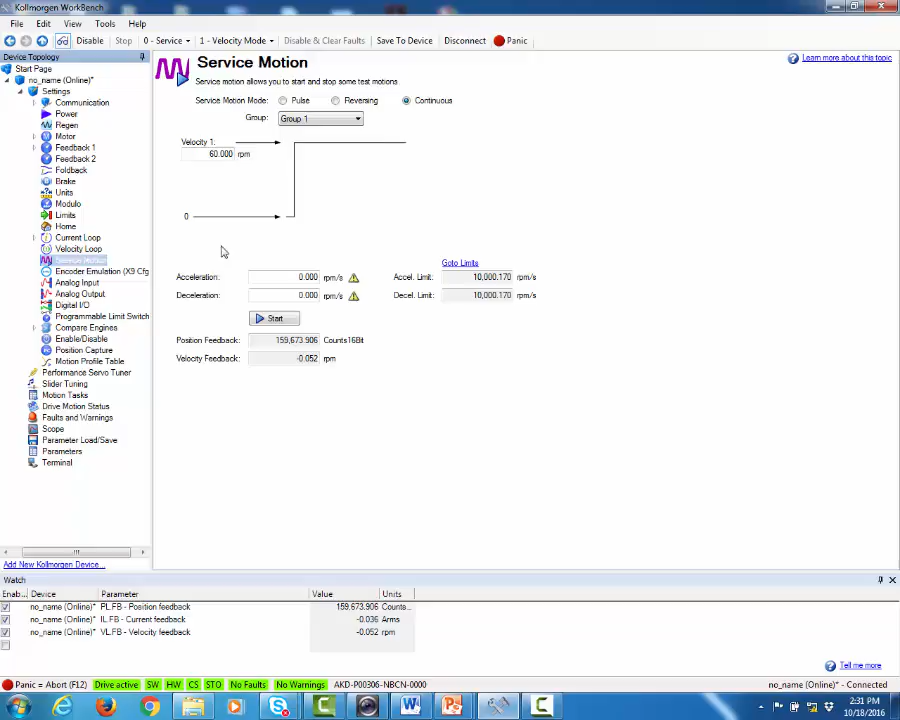 Kollmorgen WorkBench
File Edit View Tools Help
Disable Stop 0 - Service 1 - Velocity Mode Disable & Clear Faults Save To Device Disconnect Panic
Device Topology
Start Page
no_name (Online)*
Settings
Communication
Power
Regen
Motor
Feedback 1
Feedback 2
Foldback
Brake
Units
Modulo
Limits
Home
Current Loop
Velocity Loop
Service Motion
Encoder Emulation (X9 Cfg
Analog Input
Analog Output
Digital I/O
Programmable Limit Switch
Compare Engines
Enable/Disable
Position Capture
Motion Profile Table
Performance Servo Tuner
Slider Tuning
Motion Tasks
Drive Motion Status
Faults and Warnings
Scope
Parameter Load/Save
Parameters
Terminal
Add New Kollmorgen Device...
Service Motion
Learn more about this topic
Service motion allows you to start and stop some test motions
Service Motion Mode: Pulse Reversing Continuous
Group: Group 1
Velocity 1:
60.000 rpm
0
Goto Limits
Acceleration: 0.000 rpm/s Accel. Limit: 10,000.170 rpm/s
Deceleration: 0.000 rpm/s Decel. Limit: 10,000.170 rpm/s
Start
Position Feedback: 159,673.906 Counts16Bit
Velocity Feedback: -0.052 rpm
Watch
Enab... Device Parameter Value Units
no_name (Online)* PL.FB - Position feedback 159,673.906 Counts...
no_name (Online)* IL.FB - Current feedback -0.036 Arms
no_name (Online)* VL.FB - Velocity feedback -0.052 rpm
Tell me more
Panic = Abort (F12) Drive active SW HW CS STO No Faults No Warnings AKD-P00306-NBCN-0000 no_name (Online)* - Connected
2:31 PM
10/18/2016